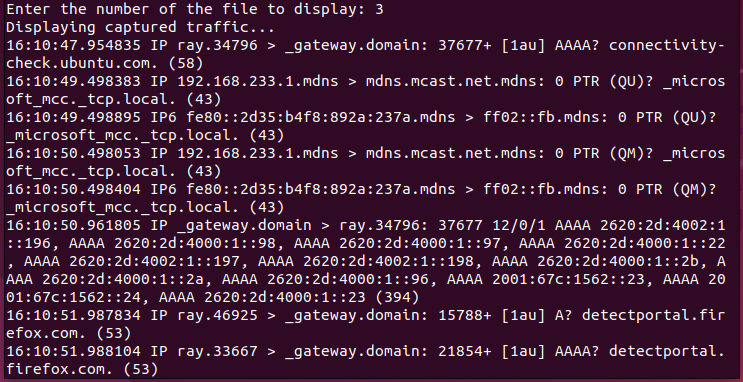 Enter the number of the file to display: 3
Displaying captured traffic...
16:10:47.954835 IP ray.34796 > _gateway.domain: 37677+ [1au] AAAA? connectivity-
check.ubuntu.com. (58)
16:10:49.498383 IP 192.168.233.1.mdns > mdns.mcast.net.mdns: 0 PTR (QU)? _micros
oft_mcc._tcp.local. (43)
16:10:49.498895 IP6 fe80::2d35:b4f8:892a:237a.mdns > ff02::fb.mdns: 0 PTR (QU)?
_microsoft_mcc._tcp.local. (43)
16:10:50.498053 IP 192.168.233.1.mdns > mdns.mcast.net.mdns: 0 PTR (QM)? _micros
oft_mcc._tcp.local. (43)
16:10:50.498404 IP6 fe80::2d35:b4f8:892a:237a.mdns > ff02::fb.mdns: 0 PTR (QM)?
_microsoft_mcc._tcp.local. (43)
16:10:50.961805 IP _gateway.domain > ray.34796: 37677 12/0/1 AAAA 2620:2d:4002:1
::196, AAAA 2620:2d:4000:1::98, AAAA 2620:2d:4000:1::97, AAAA 2620:2d:4000:1::22
, AAAA 2620:2d:4002:1::197, AAAA 2620:2d:4002:1::198, AAAA 2620:2d:4000:1::2b, A
AAA 2620:2d:4000:1::2a, AAAA 2620:2d:4000:1::96, AAAA 2001:67c:1562::23, AAAA 20
01:67c:1562::24, AAAA 2620:2d:4000:1::23 (394)
16:10:51.987834 IP ray.46925 > _gateway.domain: 15788+ [1au] A? detectportal.fir
efox.com. (53)
16:10:51.988104 IP ray.33667 > _gateway.domain: 21854+ [1au] AAAA? detectportal.
firefox.com. (53)